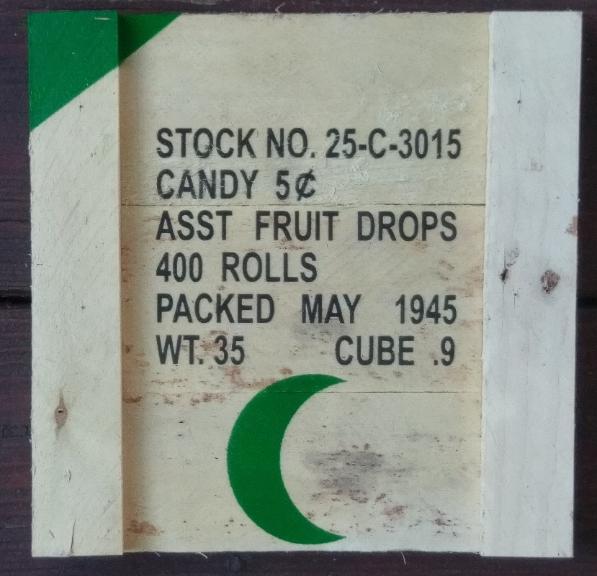 STOCK NO. 25-C-3015
CANDY 5¢
ASST FRUIT DROPS
400 ROLLS
PACKED MAY 1945
WT. 35 CUBE .9